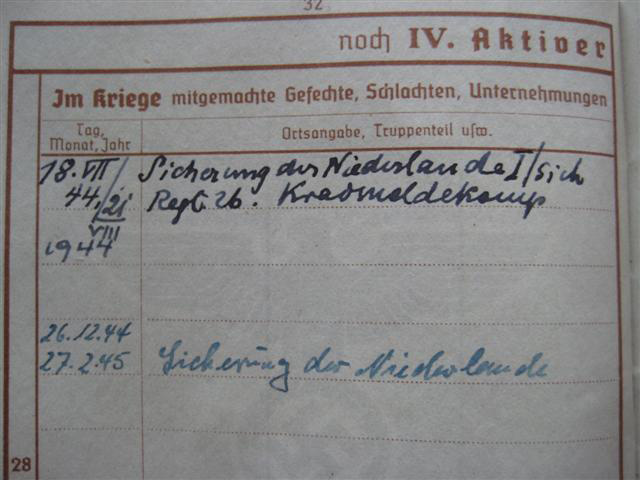 32
noch IV. Aktiver
Im Kriege mitgemachte Gefechte, Schlachten, Unternehmungen
Tag, Monat, Jahr
Ortsangabe, Truppenteil usw.
18. VII Sicherung der Niederlande I/Sich
44./21 Regt. 26. Kradmeldekomp
VIII
1944
26.12.44
27.2.45 Sicherung der Niederlande
28